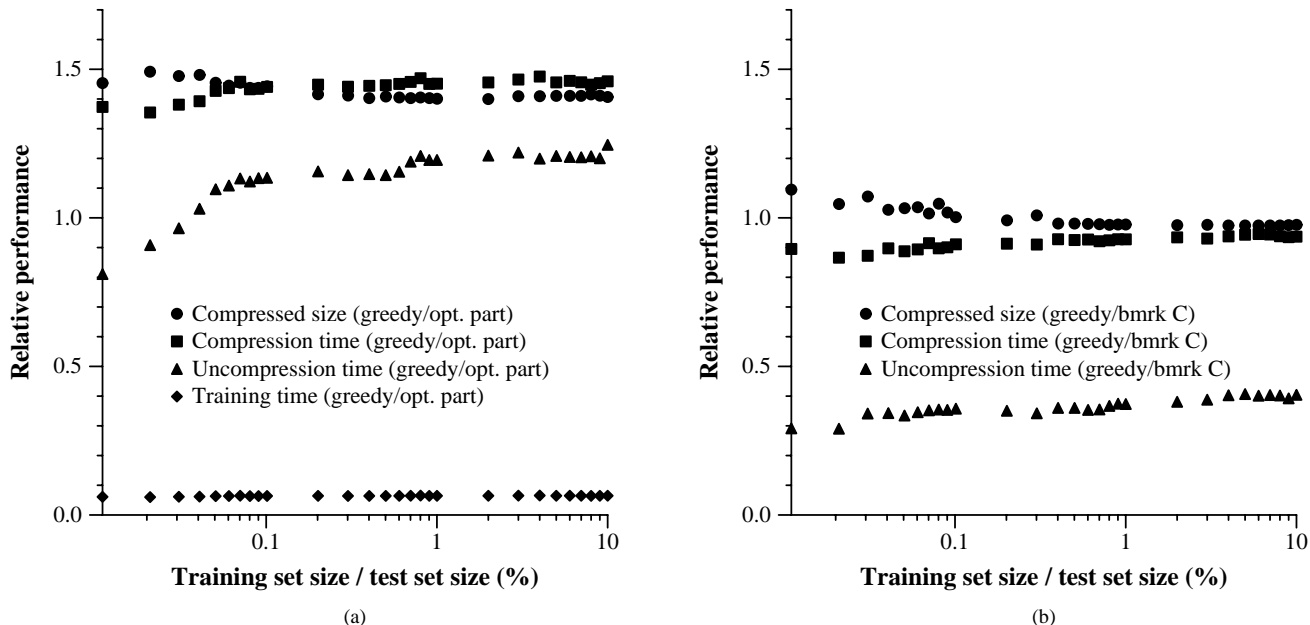 Relative performance
1.5
1.0
0.5
0.0
Compressed size (greedy/opt. part)
Compression time (greedy/opt. part)
Uncompression time (greedy/opt. part)
Training time (greedy/opt. part)
0.1
1
10
Training set size / test set size (%)
(a)
Relative performance
1.5
1.0
0.5
0.0
Compressed size (greedy/bmrk C)
Compression time (greedy/bmrk C)
Uncompression time (greedy/bmrk C)
0.1
1
10
Training set size / test set size (%)
(b)